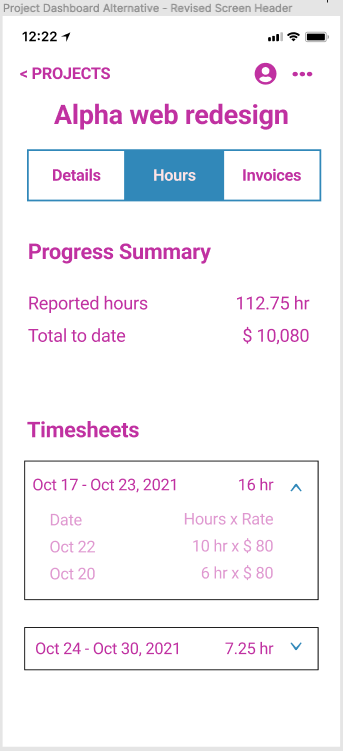 Project Dashboard Alternative - Revised Screen Header
12:22
< PROJECTS
Alpha web redesign
Details Hours Invoices
Progress Summary
Reported hours 112.75 hr
Total to date $ 10,080
Timesheets
Oct 17 - Oct 23, 2021 16 hr
Date Hours x Rate
Oct 22 10 hr x $ 80
Oct 20 6 hr x $ 80
Oct 24 - Oct 30, 2021 7.25 hr